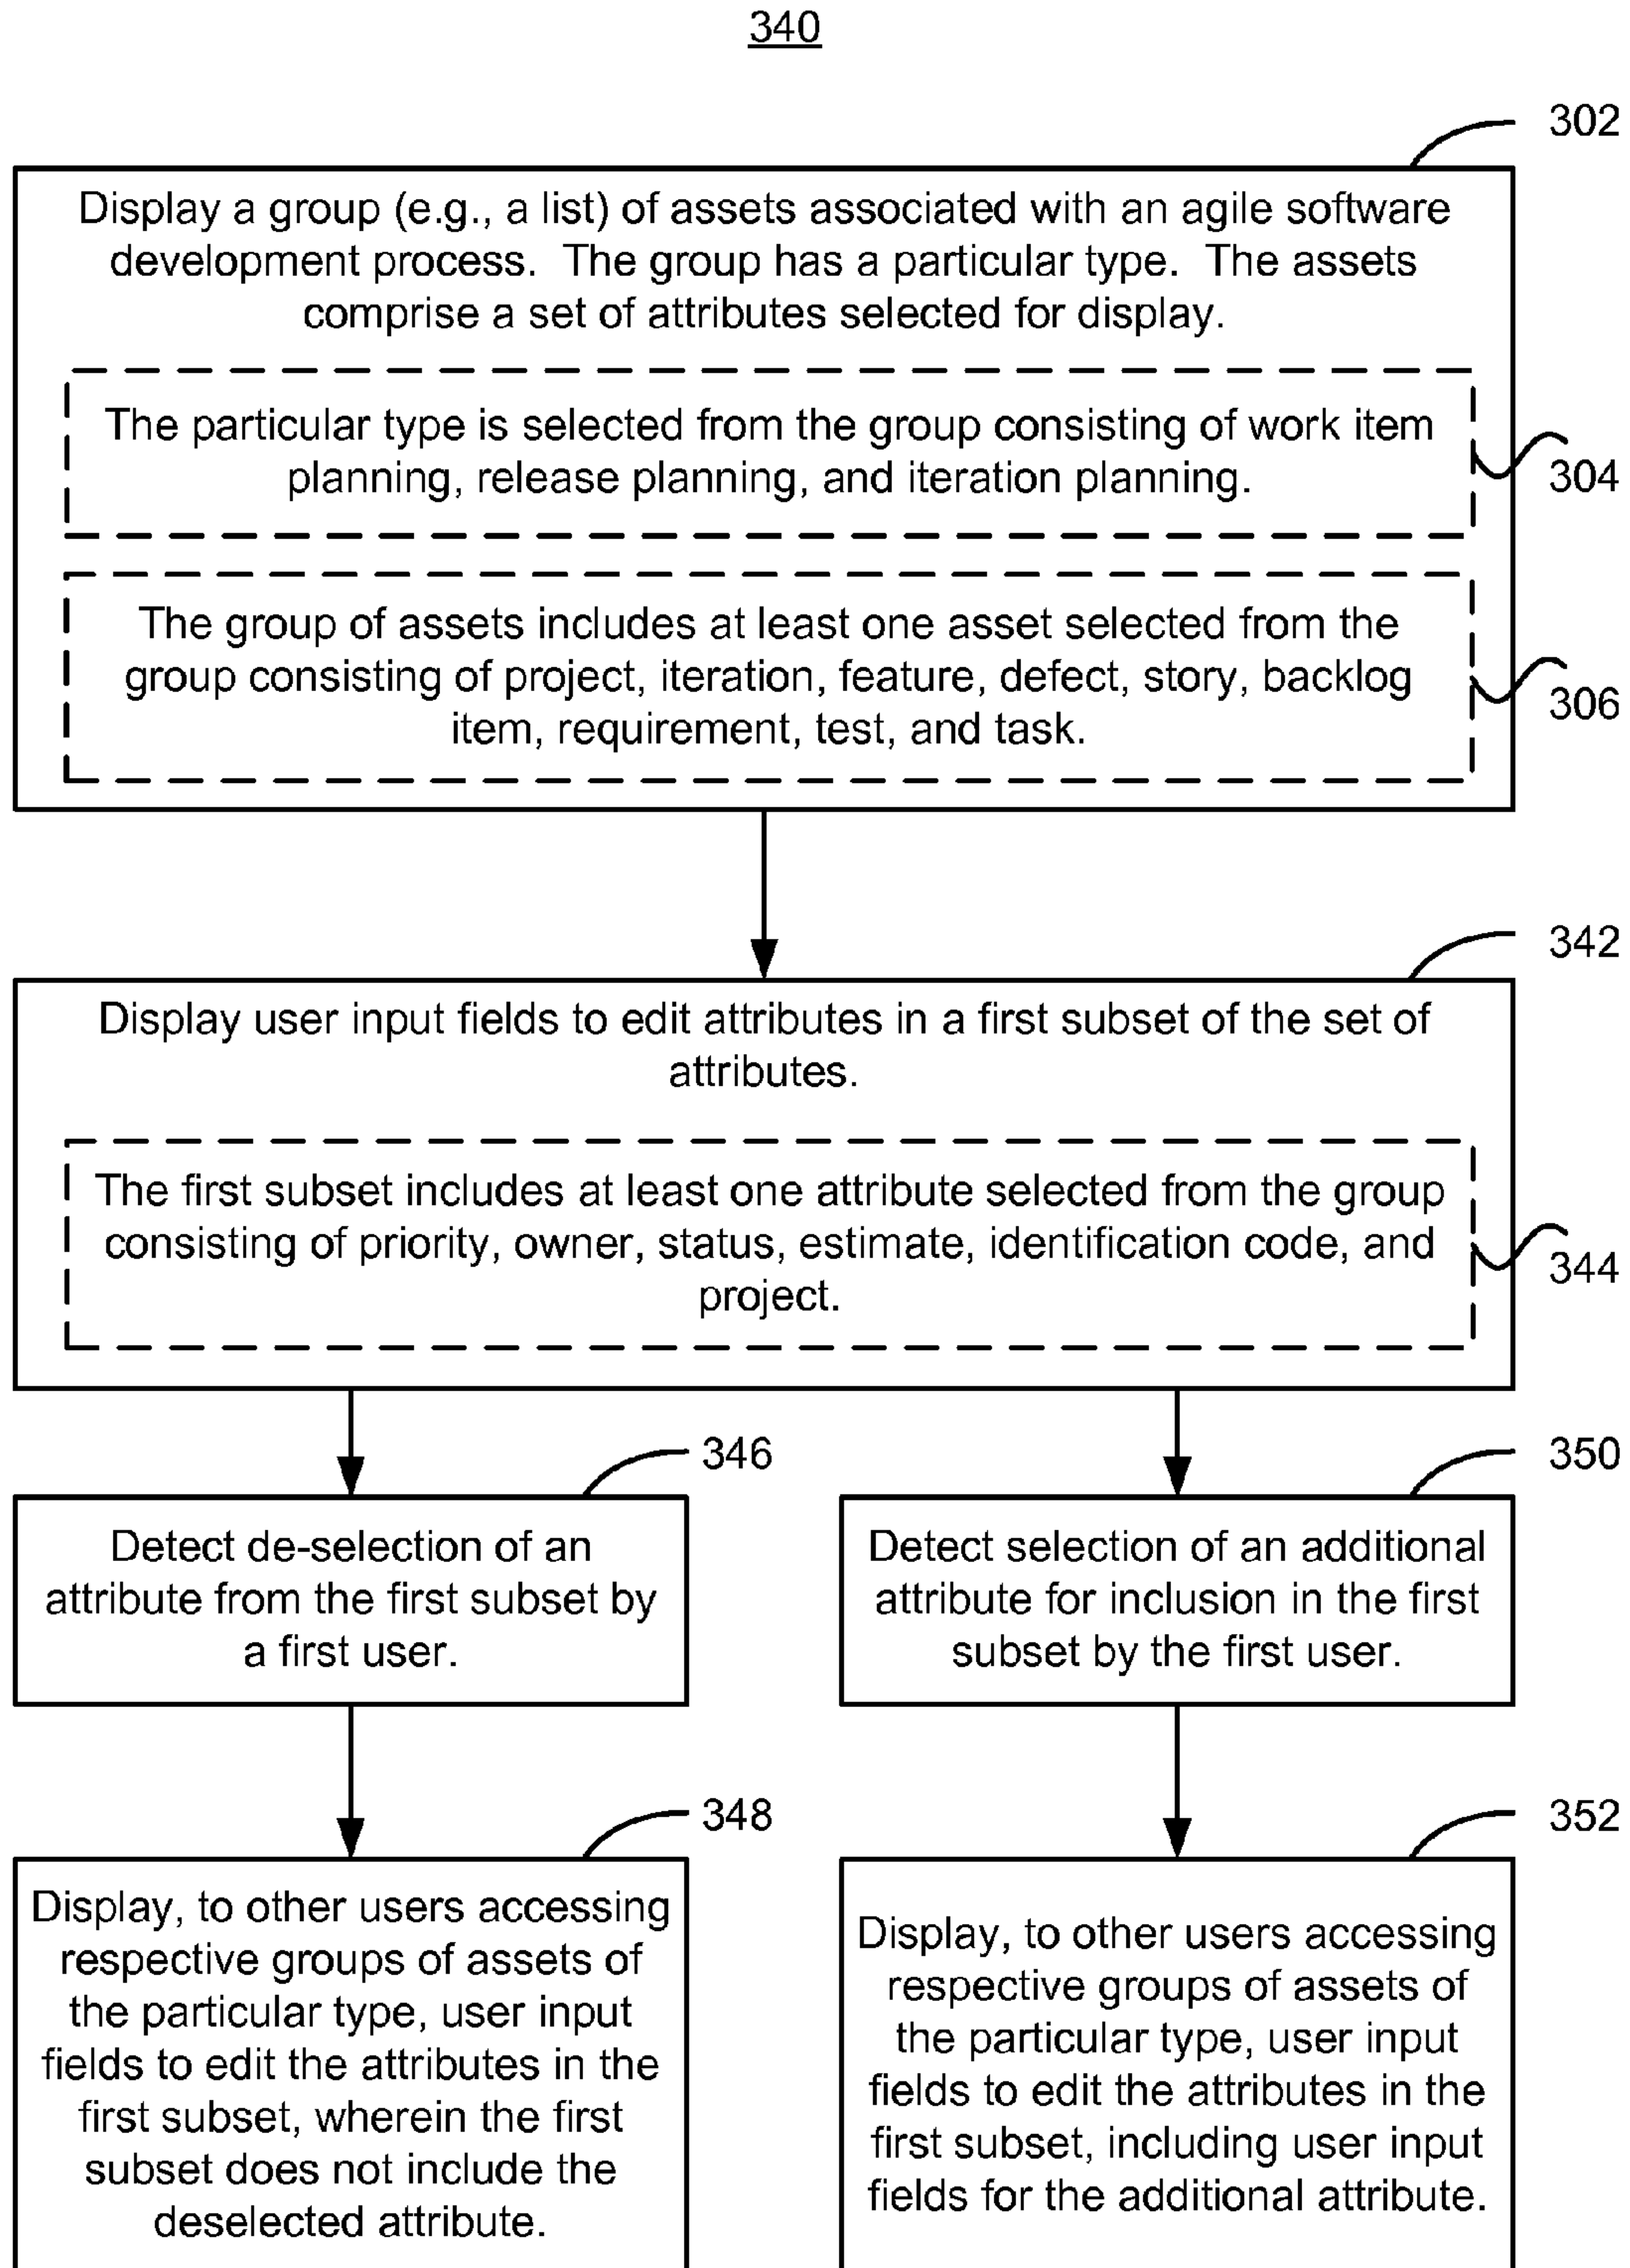 340
302
Display a group (e.g., a list) of assets associated with an agile software
development process. The group has a particular type. The assets
comprise a set of attributes selected for display.
The particular type is selected from the group consisting of work item
planning, release planning, and iteration planning.
304
The group of assets includes at least one asset selected from the
group consisting of project, iteration, feature, defect, story, backlog
item, requirement, test, and task.
306
342
Display user input fields to edit attributes in a first subset of the set of
attributes.
The first subset includes at least one attribute selected from the group
consisting of priority, owner, status, estimate, identification code, and
project.
344
346
Detect de-selection of an
attribute from the first subset by
a first user.
350
Detect selection of an additional
attribute for inclusion in the first
subset by the first user.
348
Display, to other users accessing
respective groups of assets of
the particular type, user input
fields to edit the attributes in the
first subset, wherein the first
subset does not include the
deselected attribute.
352
Display, to other users accessing
respective groups of assets of
the particular type, user input
fields to edit the attributes in the
first subset, including user input
fields for the additional attribute.